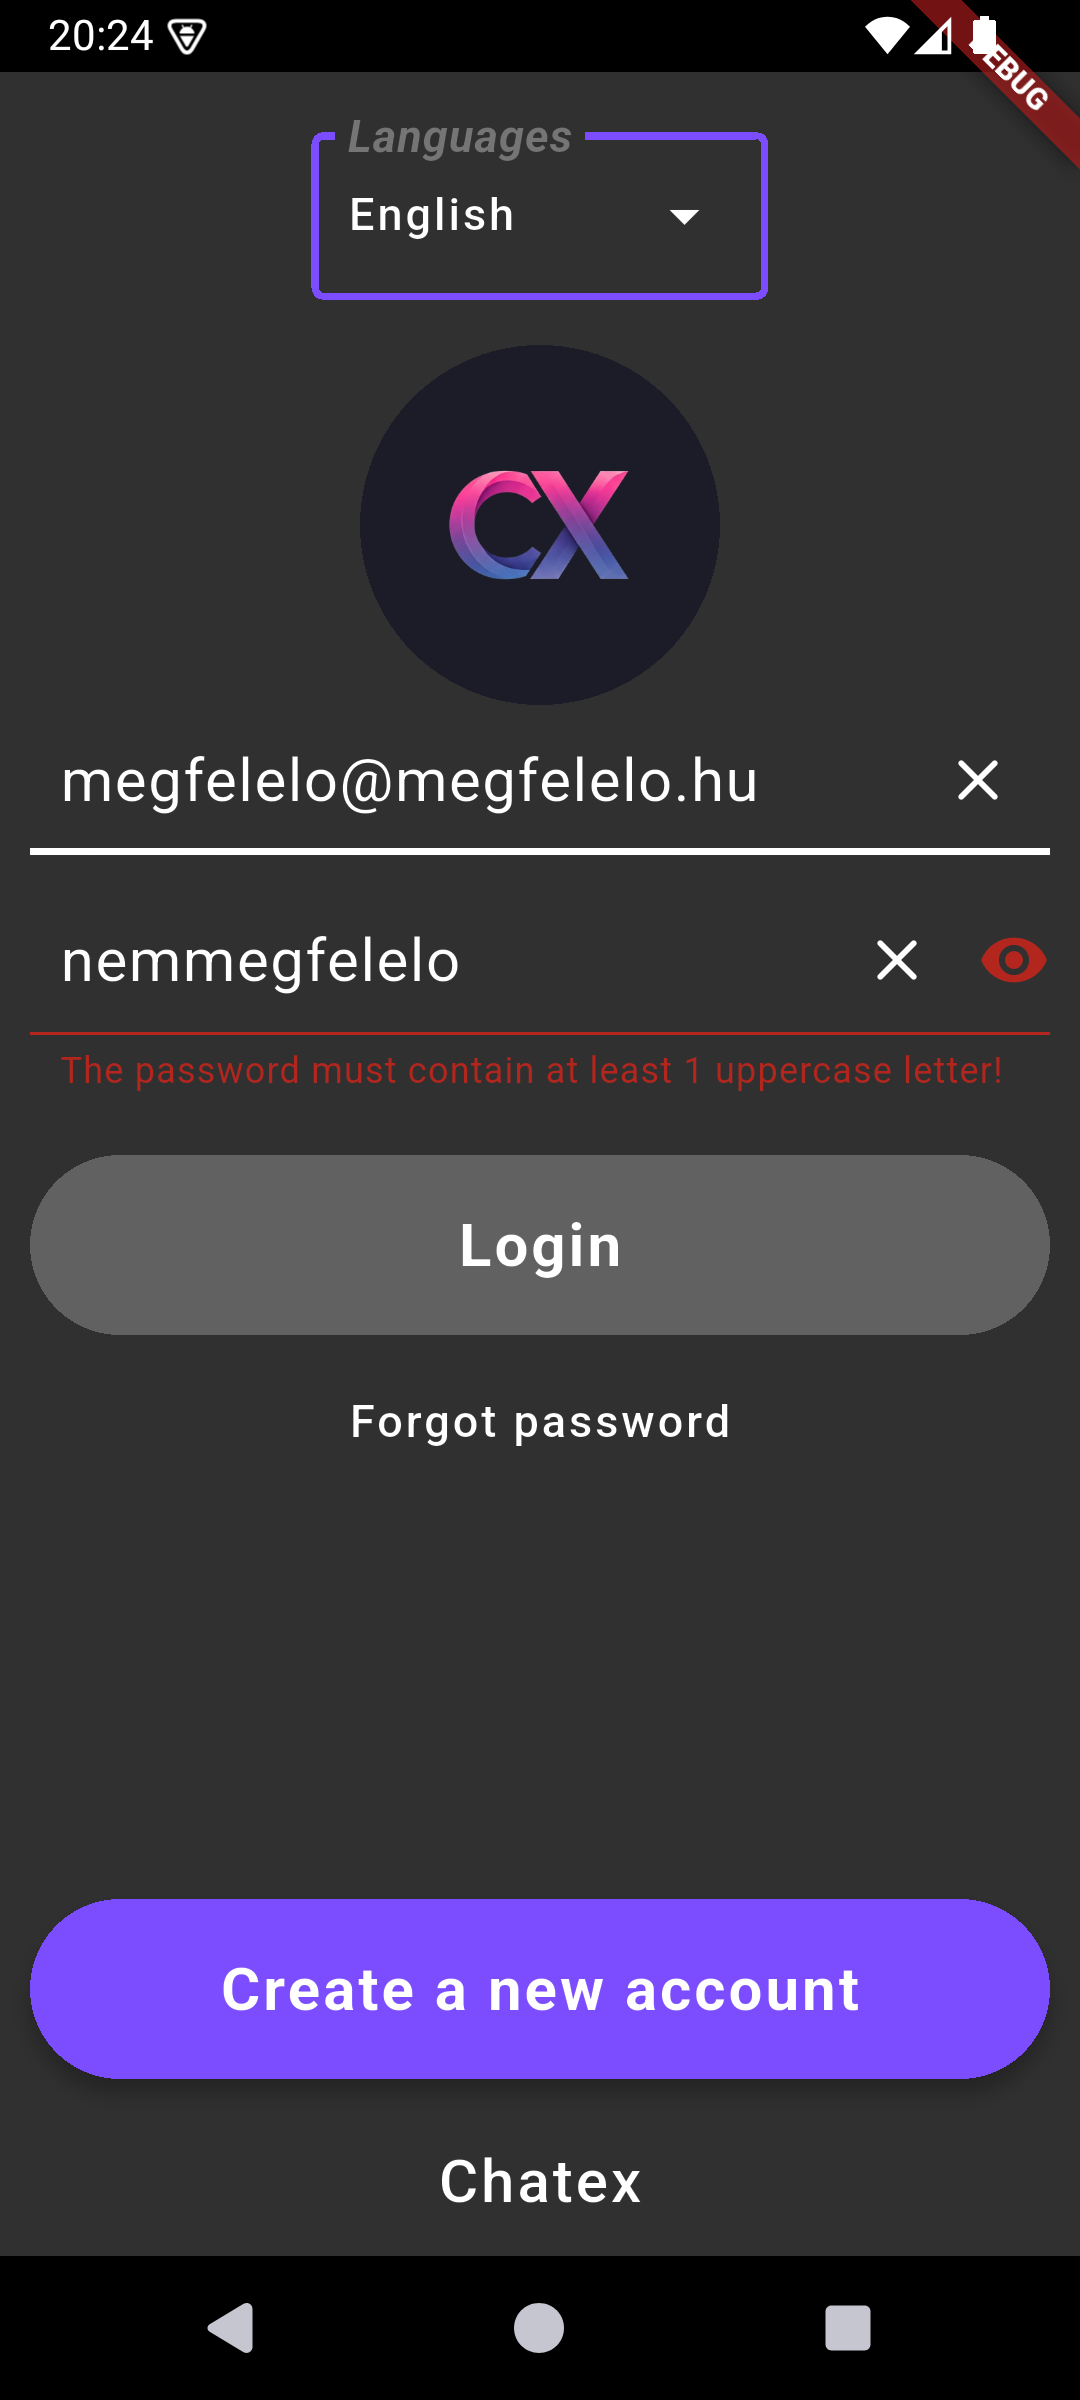 20:24
EBUG
Languages
English
CX
megfelelo@megfelelo.hu
nemmegfelelo
The password must contain at least 1 uppercase letter!
Login
Forgot password
Create a new account
Chatex